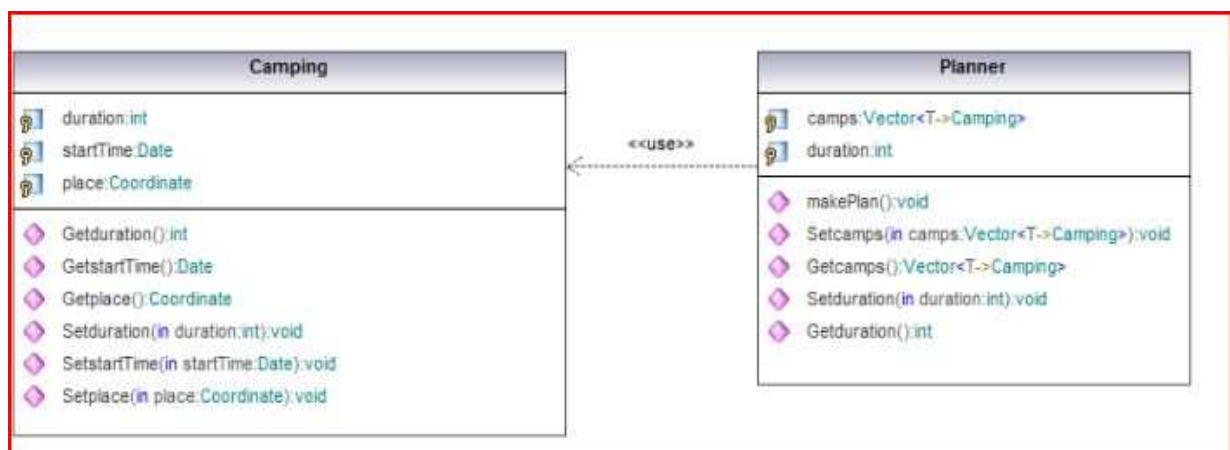 Camping
duration:int
startTime:Date
place:Coordinate
Getduration():int
GetstartTime():Date
Getplace():Coordinate
Setduration(in duration:int):void
SetstartTime(in startTime:Date):void
Setplace(in place:Coordinate):void
<<use>>
Planner
camps:Vector<T->Camping>
duration:int
makePlan():void
Setcamps(in camps:Vector<T->Camping>):void
Getcamps():Vector<T->Camping>
Setduration(in duration:int):void
Getduration():int